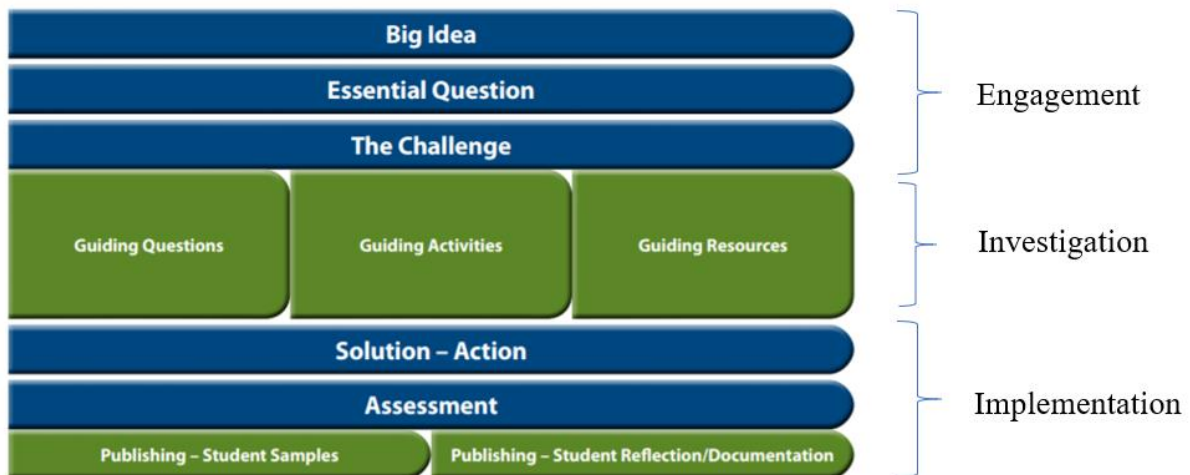 Big Idea
Essential Question
Engagement
The Challenge
Guiding Questions
Guiding Activities
Guiding Resources
Investigation
Solution – Action
Assessment
Implementation
Publishing – Student Samples
Publishing – Student Reflection/Documentation